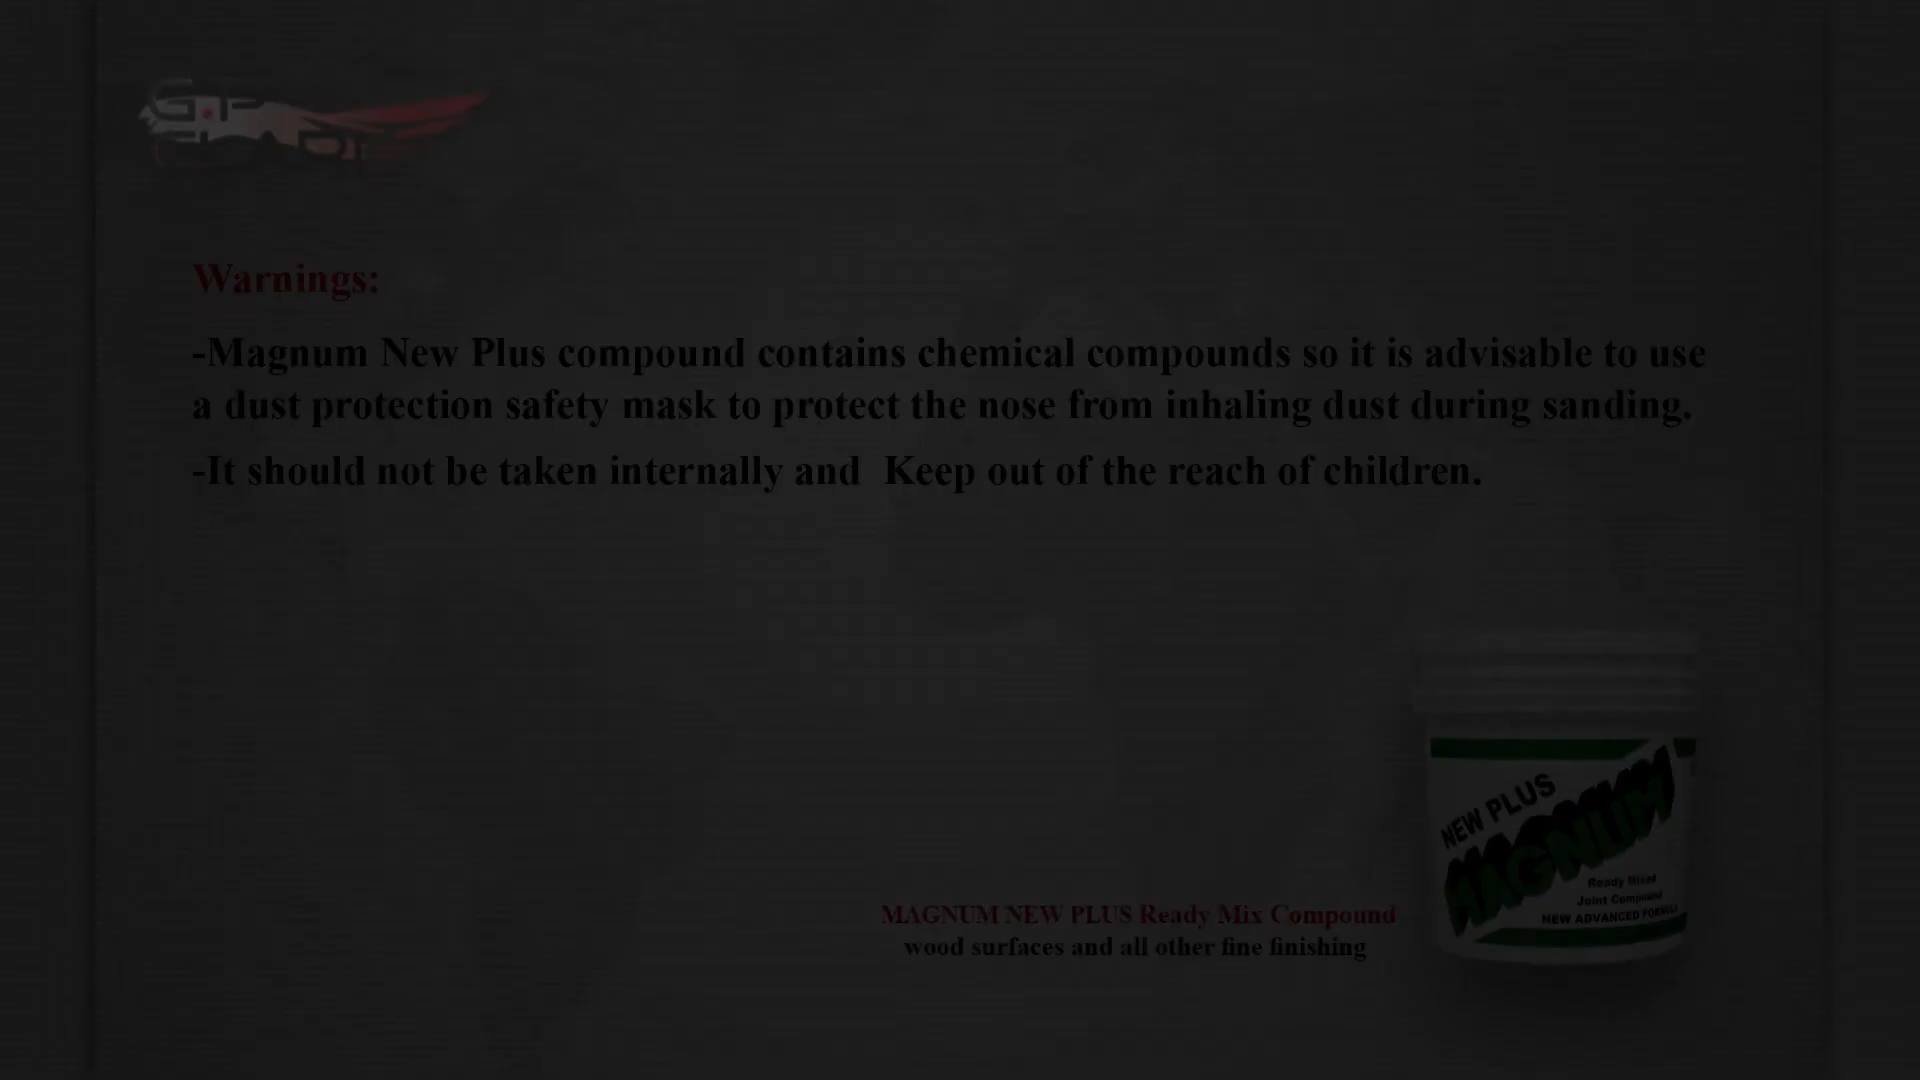 Warnings:
-Magnum New Plus compound contains chemical compounds so it is advisable to use
a dust protection safety mask to protect the nose from inhaling dust during sanding.
-It should not be taken internally and  Keep out of the reach of children.
NEW PLUS
MAGNUM
Ready Mixed
Joint Compound
NEW ADVANCED FORMULA
MAGNUM NEW PLUS Ready Mix Compound
wood surfaces and all other fine finishing